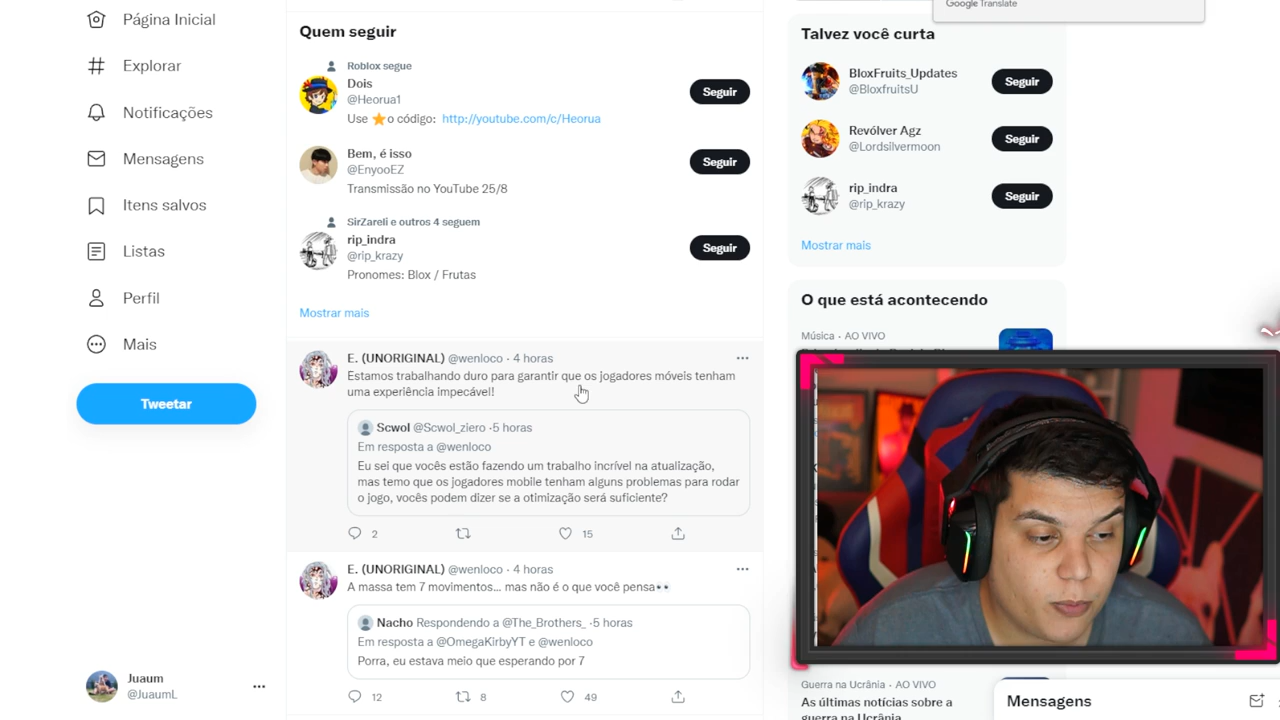 Página Inicial
Explorar
Notificações
Mensagens
Itens salvos
Listas
Perfil
Mais
Tweetar
Juaum
@JuaumL
Quem seguir
Roblox segue
Dois
@Heorua1
Use ⭐o código: http://youtube.com/c/Heorua
Seguir
Bem, é isso
@EnyooEZ
Transmissão no YouTube 25/8
Seguir
SirZareli e outros 4 seguem
rip_indra
@rip_krazy
Pronomes: Blox / Frutas
Seguir
Mostrar mais
E. (UNORIGINAL) @wenloco · 4 horas
Estamos trabalhando duro para garantir que os jogadores móveis tenham
uma experiência impecável!
Scwol @Scwol_ziero ·5 horas
Em resposta a @wenloco
Eu sei que vocês estão fazendo um trabalho incrível na atualização,
mas temo que os jogadores mobile tenham alguns problemas para rodar
o jogo, vocês podem dizer se a otimização será suficiente?
2
15
E. (UNORIGINAL) @wenloco · 4 horas
A massa tem 7 movimentos... mas não é o que você pensa👀
Nacho Respondendo a @The_Brothers_ ·5 horas
Em resposta a @OmegaKirbyYT e @wenloco
Porra, eu estava meio que esperando por 7
12
8
49
Google Translate
Talvez você curta
BloxFruits_Updates
@BloxfruitsU
Seguir
Revólver Agz
@Lordsilvermoon
Seguir
rip_indra
@rip_krazy
Seguir
Mostrar mais
O que está acontecendo
Música · AO VIVO
Guerra na Ucrânia · AO VIVO
As últimas notícias sobre a
guerra na Ucrânia
Mensagens